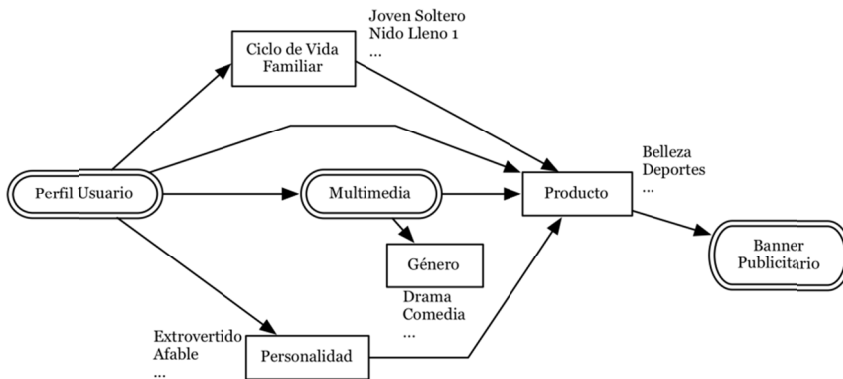 Joven Soltero
Nido Lleno 1
...
Ciclo de Vida
Familiar
Belleza
Deportes
...
Perfil Usuario
Multimedia
Producto
Banner
Publicitario
Género
Drama
Comedia
...
Extrovertido
Afable
...
Personalidad